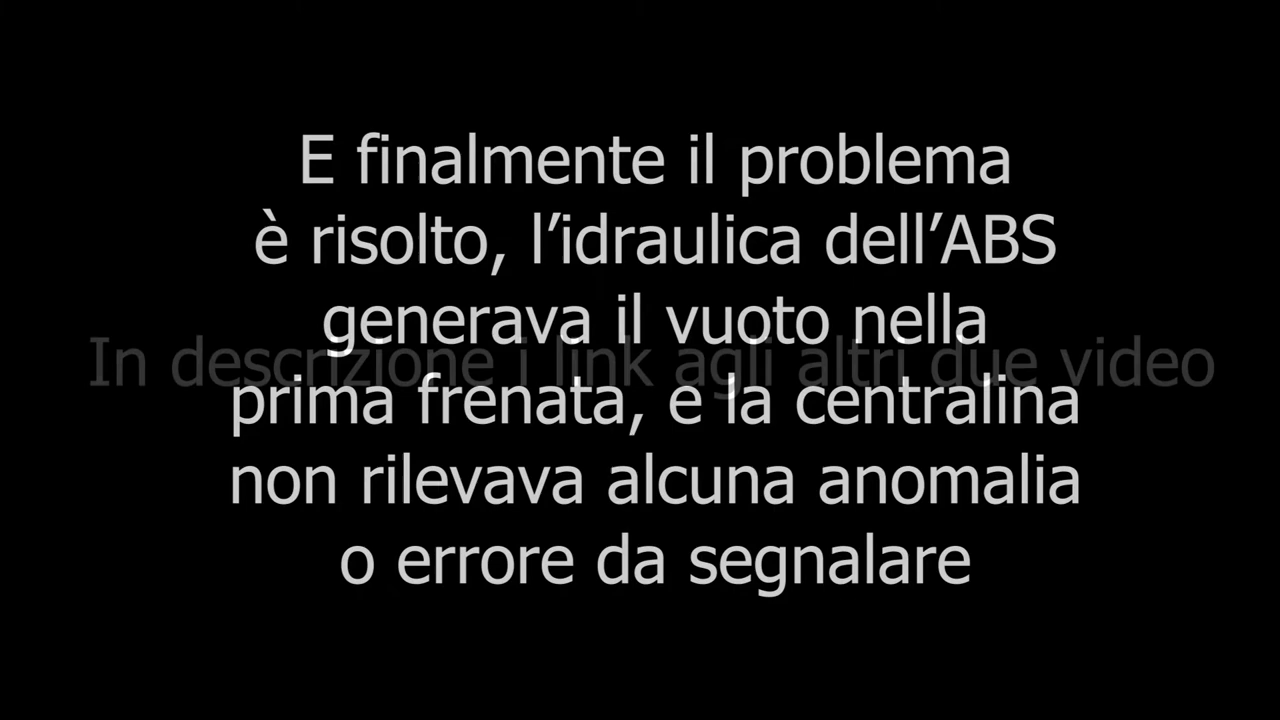 E finalmente il problema
è risolto, l’idraulica dell’ABS
generava il vuoto nella
In descrizione i link agli altri due video
prima frenata, e la centralina
non rilevava alcuna anomalia
o errore da segnalare